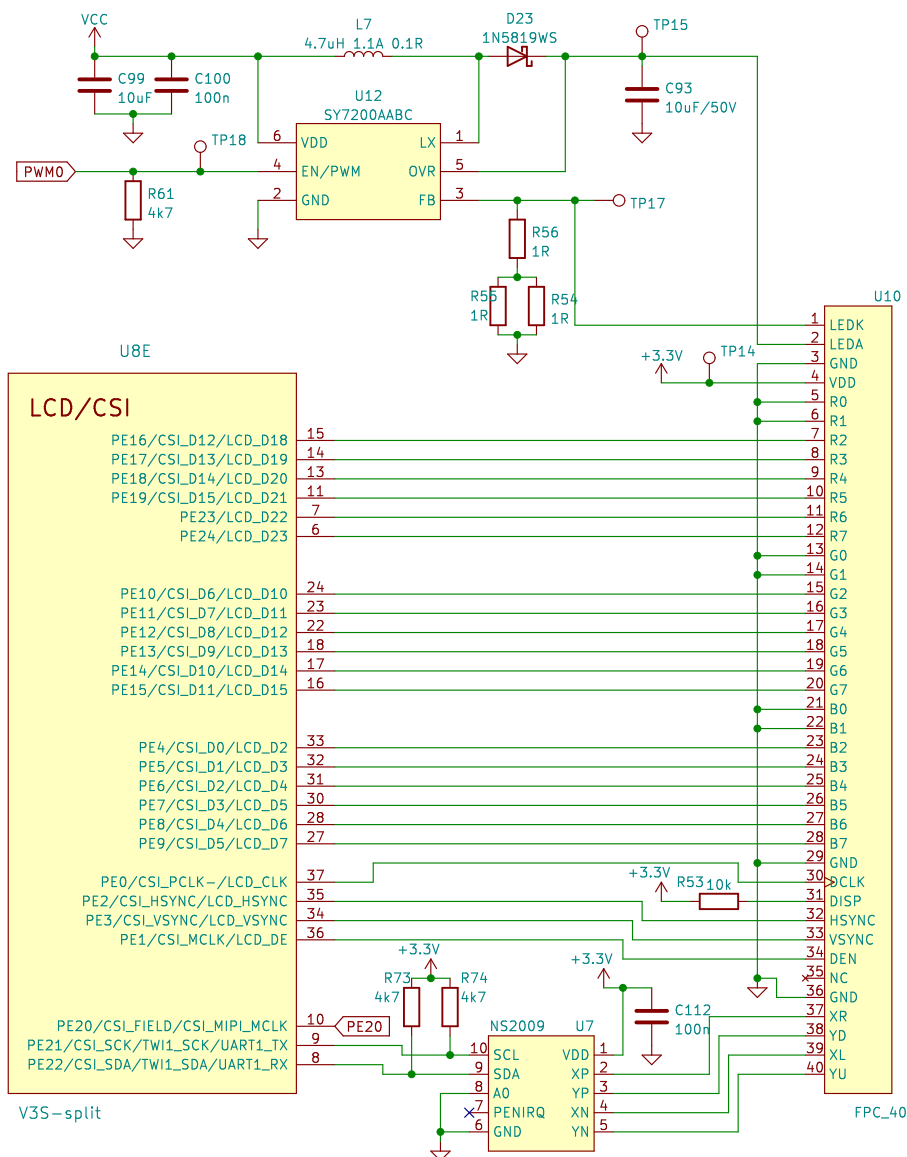 VCC
L7
4.7uH 1.1A 0.1R
D23
1N5819WS
TP15
C99
10uF
C100
100n
C93
10uF/50V
U12
SY7200AABC
6 VDD LX 1
4 EN/PWM OVR 5
2 GND FB 3
TP18
PWM0
R61
4k7
TP17
R56
1R
R55
1R
R54
1R
U10
1 LEDK
2 LEDA
3 GND
4 VDD
5 R0
6 R1
7 R2
8 R3
9 R4
10 R5
11 R6
12 R7
13 G0
14 G1
15 G2
16 G3
17 G4
18 G5
19 G6
20 G7
21 B0
22 B1
23 B2
24 B3
25 B4
26 B5
27 B6
28 B7
29 GND
30 DCLK
31 DISP
32 HSYNC
33 VSYNC
34 DEN
35 NC
36 GND
37 XR
38 YD
39 XL
40 YU
FPC_40
+3.3V
TP14
U8E
LCD/CSI
PE16/CSI_D12/LCD_D18 15
PE17/CSI_D13/LCD_D19 14
PE18/CSI_D14/LCD_D20 13
PE19/CSI_D15/LCD_D21 11
PE23/LCD_D22 7
PE24/LCD_D23 6
PE10/CSI_D6/LCD_D10 24
PE11/CSI_D7/LCD_D11 23
PE12/CSI_D8/LCD_D12 22
PE13/CSI_D9/LCD_D13 18
PE14/CSI_D10/LCD_D14 17
PE15/CSI_D11/LCD_D15 16
PE4/CSI_D0/LCD_D2 33
PE5/CSI_D1/LCD_D3 32
PE6/CSI_D2/LCD_D4 31
PE7/CSI_D3/LCD_D5 30
PE8/CSI_D4/LCD_D6 28
PE9/CSI_D5/LCD_D7 27
PE0/CSI_PCLK-/LCD_CLK 37
PE2/CSI_HSYNC/LCD_HSYNC 35
PE3/CSI_VSYNC/LCD_VSYNC 34
PE1/CSI_MCLK/LCD_DE 36
PE20/CSI_FIELD/CSI_MIPI_MCLK 10
PE21/CSI_SCK/TWI1_SCK/UART1_TX 9
PE22/CSI_SDA/TWI1_SDA/UART1_RX 8
V3S-split
PE20
+3.3V
R53 10k
+3.3V
R73
4k7
R74
4k7
+3.3V
C112
100n
NS2009 U7
10 SCL VDD 1
9 SDA XP 2
8 A0 YP 3
7 PENIRQ XN 4
6 GND YN 5